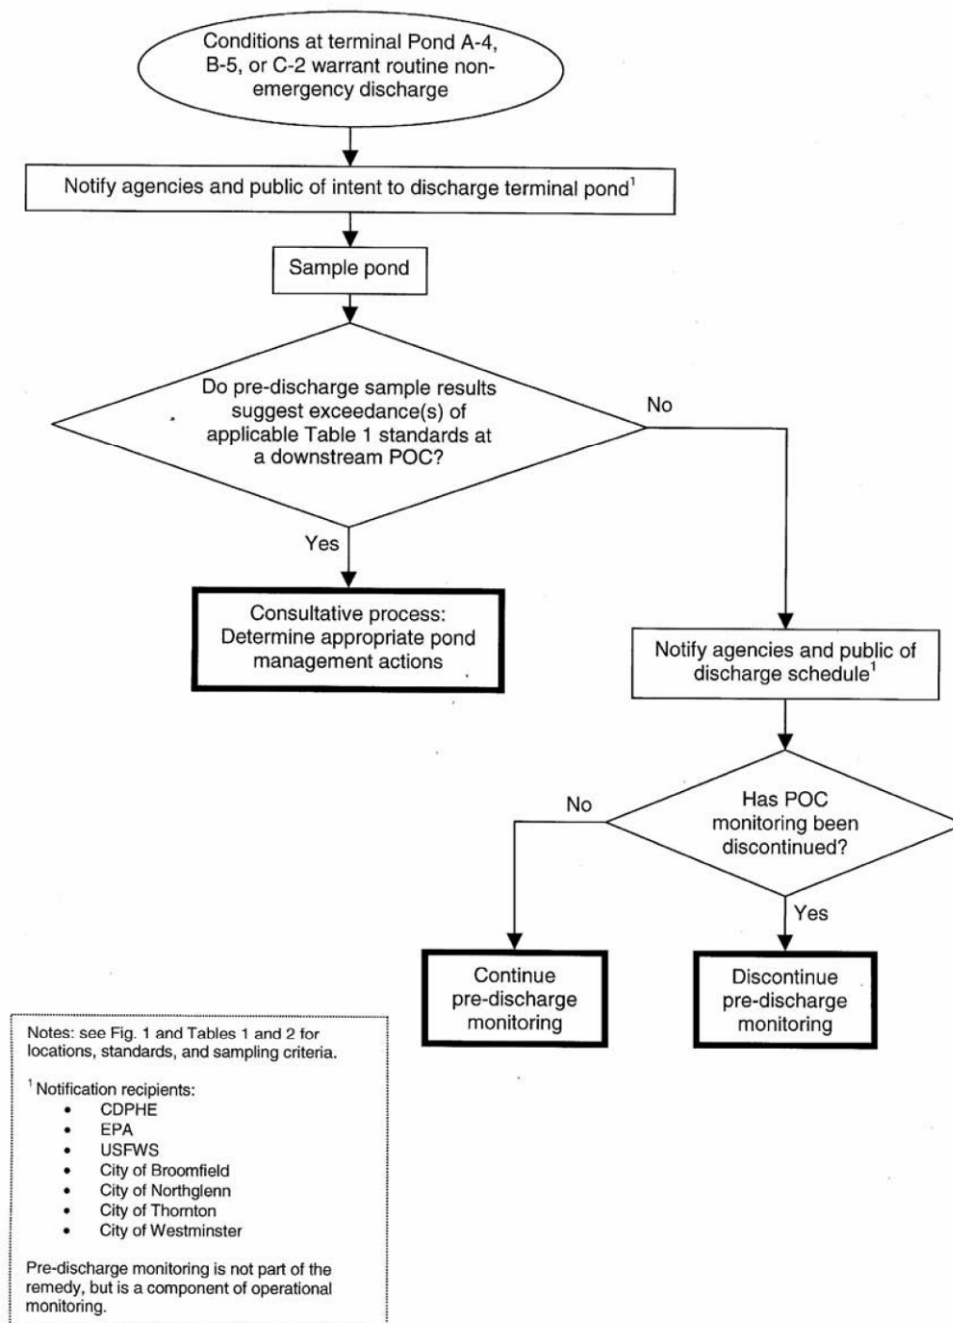 Conditions at terminal Pond A-4,
B-5, or C-2 warrant routine non-
emergency discharge
Notify agencies and public of intent to discharge terminal pond¹
Sample pond
Do pre-discharge sample results
suggest exceedance(s) of
applicable Table 1 standards at
a downstream POC?
No
Yes
Consultative process:
Determine appropriate pond
management actions
Notify agencies and public of
discharge schedule¹
Has POC
monitoring been
discontinued?
No
Yes
Continue
pre-discharge
monitoring
Discontinue
pre-discharge
monitoring
Notes: see Fig. 1 and Tables 1 and 2 for
locations, standards, and sampling criteria.
¹ Notification recipients:
• CDPHE
• EPA
• USFWS
• City of Broomfield
• City of Northglenn
• City of Thornton
• City of Westminster
Pre-discharge monitoring is not part of the
remedy, but is a component of operational
monitoring.